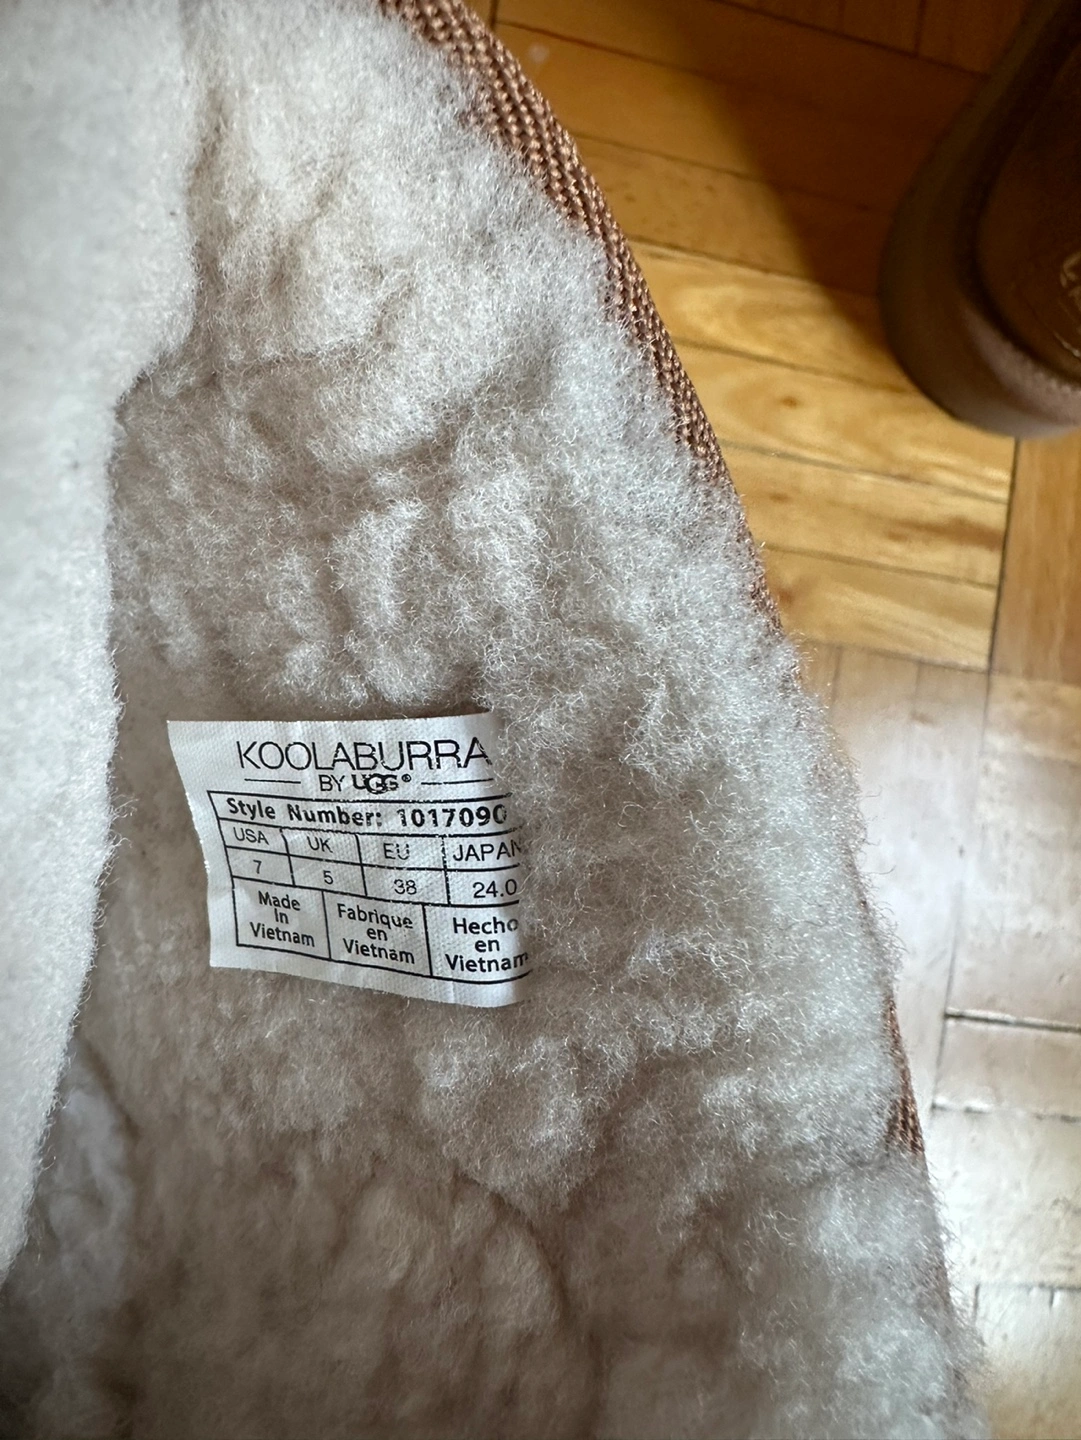 KOOLABURRA
BY UGG®
Style Number: 1017090
USA UK EU JAPAN
7 5 38 24.0
Made in Vietnam
Fabrique en Vietnam
Hecho en Vietnam